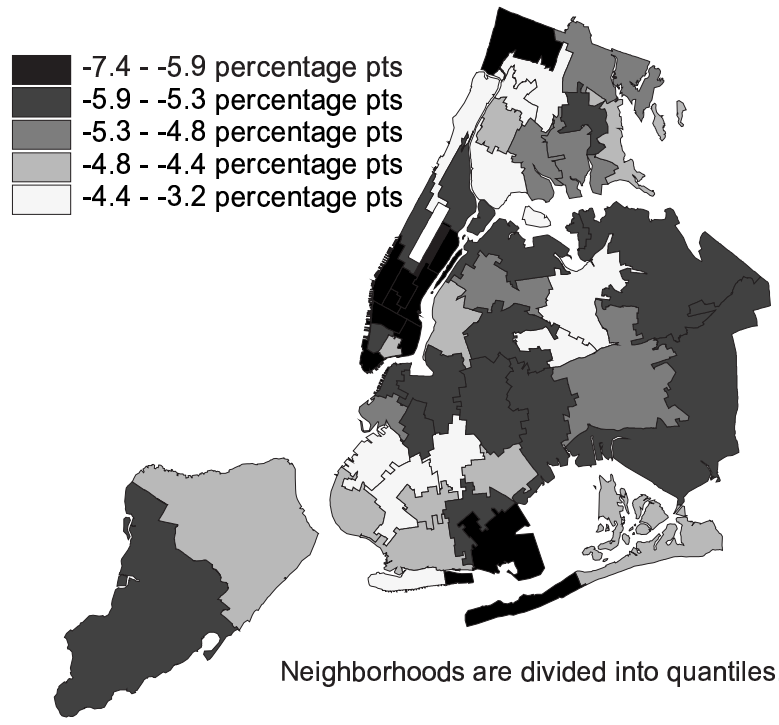 -7.4 - -5.9 percentage pts
-5.9 - -5.3 percentage pts
-5.3 - -4.8 percentage pts
-4.8 - -4.4 percentage pts
-4.4 - -3.2 percentage pts
Neighborhoods are divided into quantiles